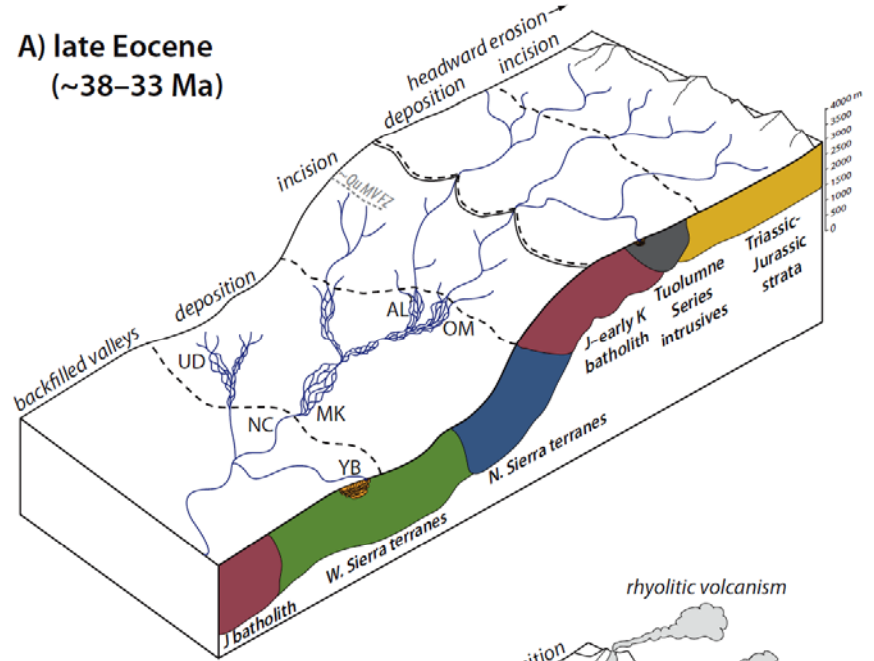 A) late Eocene
(~38–33 Ma)
headward erosion
incision
deposition
incision
~QuMVFZ
deposition
backfilled valleys
4000 m
3500
3000
2500
2000
1500
1000
500
0
UD
AL
OM
NC
MK
YB
Triassic-
Jurassic
strata
Tuolumne
Series
intrusives
J–early K
batholith
N. Sierra terranes
W. Sierra terranes
J batholith
rhyolitic volcanism